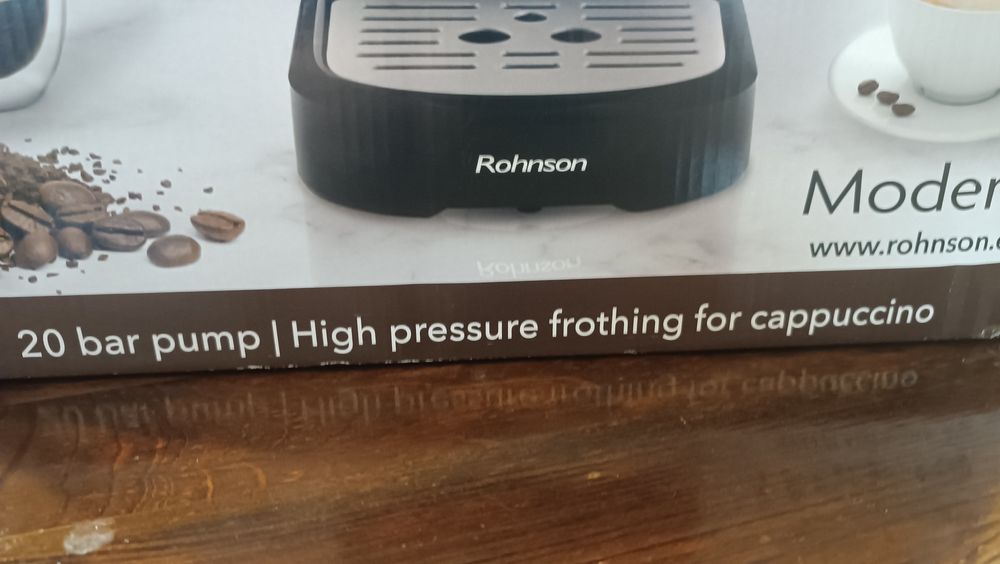 Rohnson
Moder
www.rohnson.
20 bar pump | High pressure frothing for cappuccino